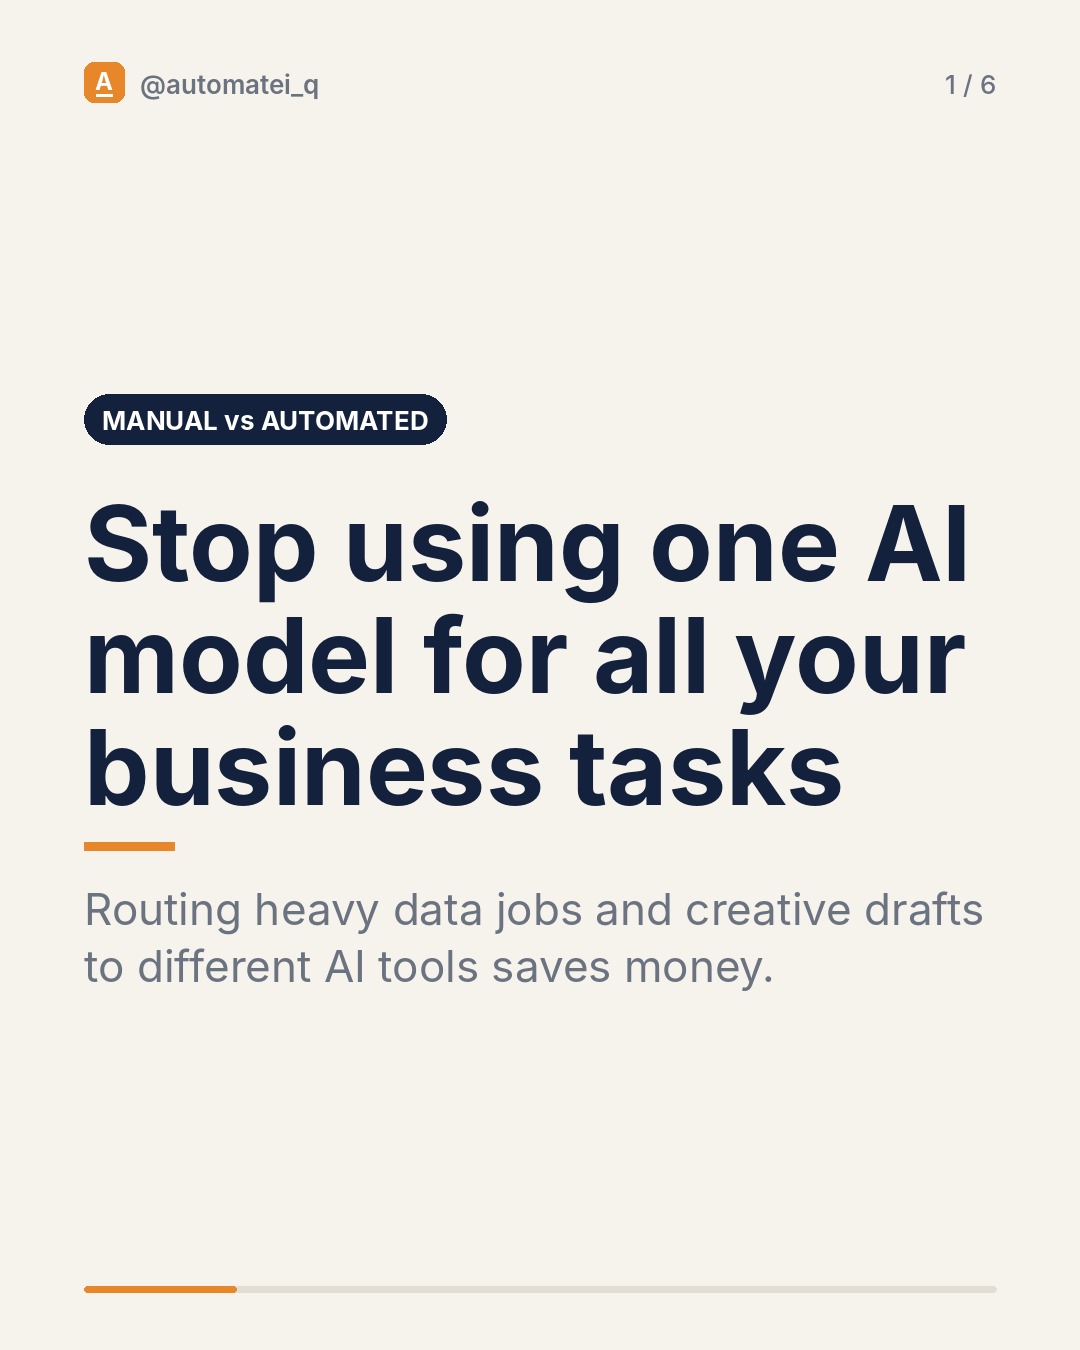 A
@automatei_q
1 / 6
MANUAL vs AUTOMATED
Stop using one AI
model for all your
business tasks
Routing heavy data jobs and creative drafts
to different AI tools saves money.